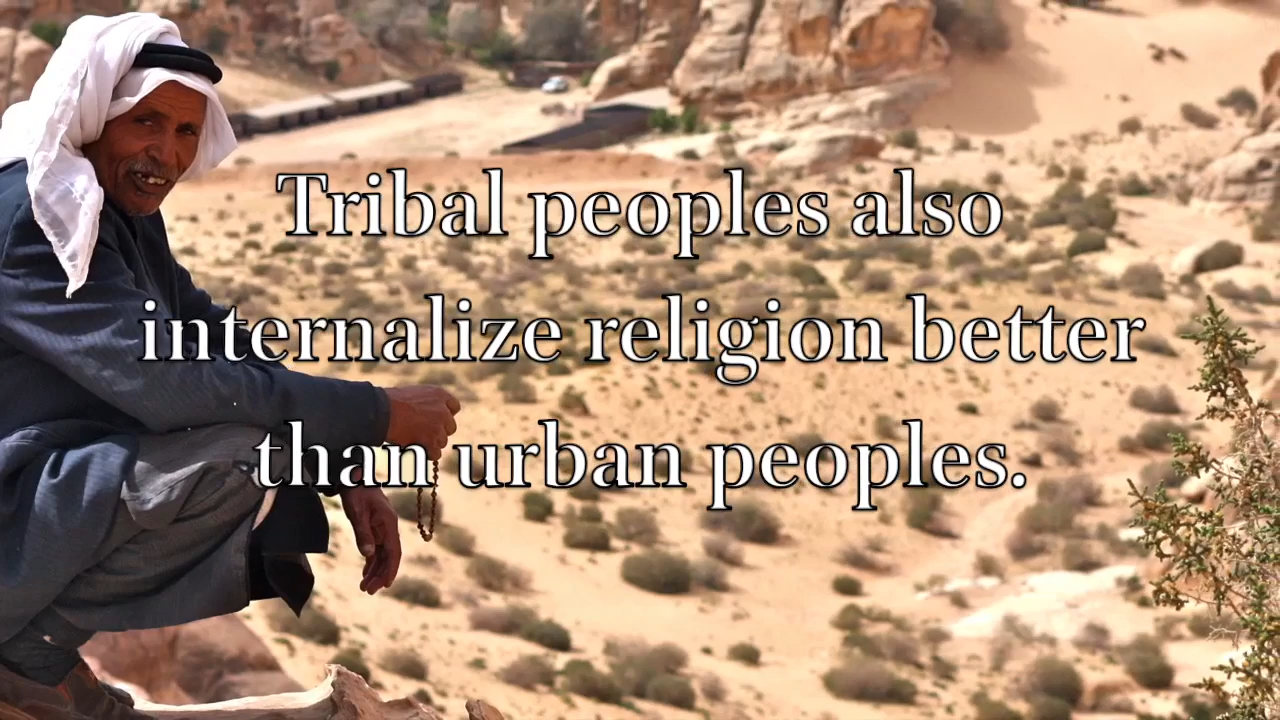 Tribal peoples also
internalize religion better
than urban peoples.